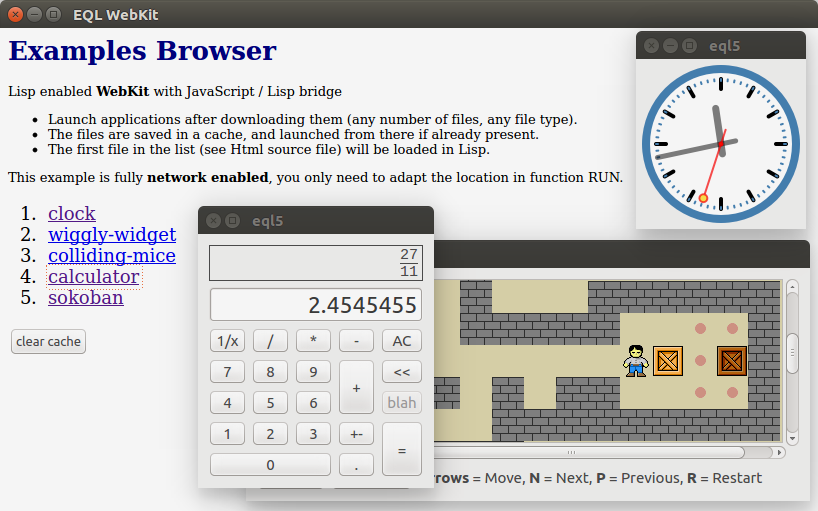 EQL WebKit
Examples Browser
Lisp enabled WebKit with JavaScript / Lisp bridge
• Launch applications after downloading them (any number of files, any file type).
• The files are saved in a cache, and launched from there if already present.
• The first file in the list (see Html source file) will be loaded in Lisp.
This example is fully network enabled, you only need to adapt the location in function RUN.
1. clock
2. wiggly-widget
3. colliding-mice
4. calculator
5. sokoban
clear cache
eql5
eql5
27
11
2.4545455
1/x / * - AC
7 8 9 + <<
4 5 6 blah
1 2 3 +- =
0 .
rrows = Move, N = Next, P = Previous, R = Restart